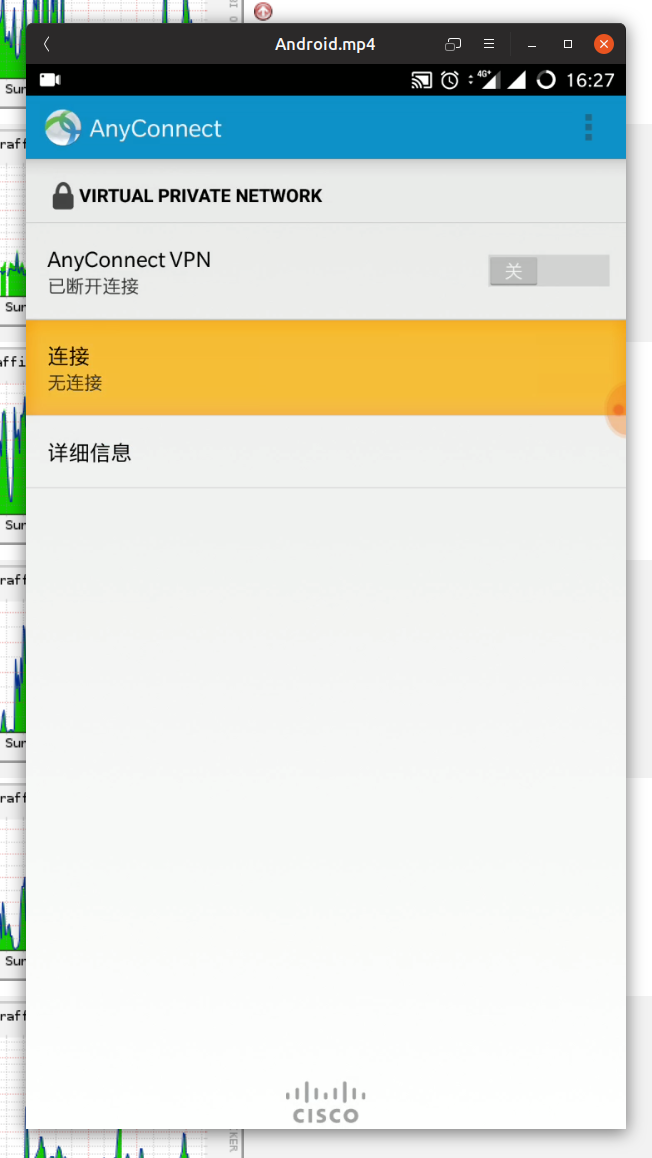 Android.mp4
4G+ 16:27
AnyConnect
VIRTUAL PRIVATE NETWORK
AnyConnect VPN
已断开连接
关
连接
无连接
详细信息
CISCO
Sun
raff
Sun
affi
Sun
raff
Sun
raff
Sun
raff
KER